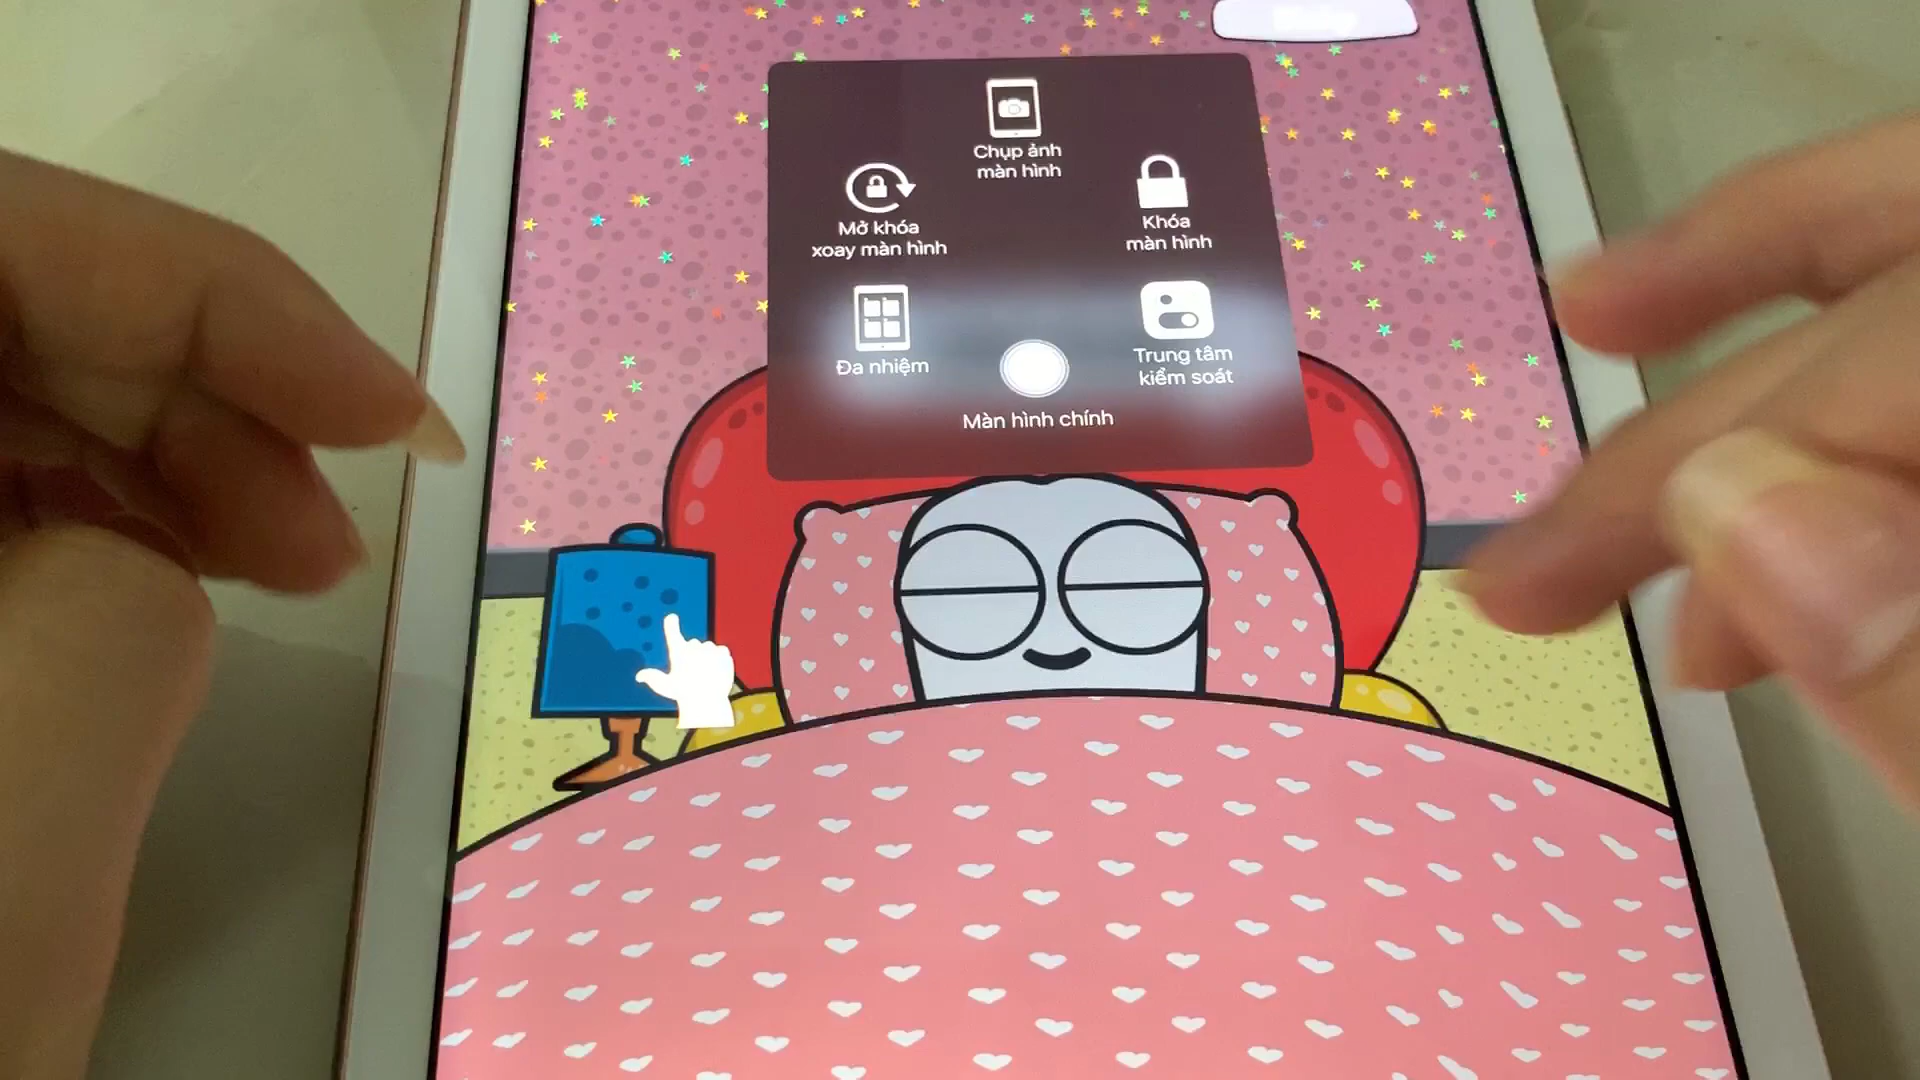 Chụp ảnh
màn hình
Mở khóa
xoay màn hình
Khóa
màn hình
Đa nhiệm
Trung tâm
kiểm soát
Màn hình chính